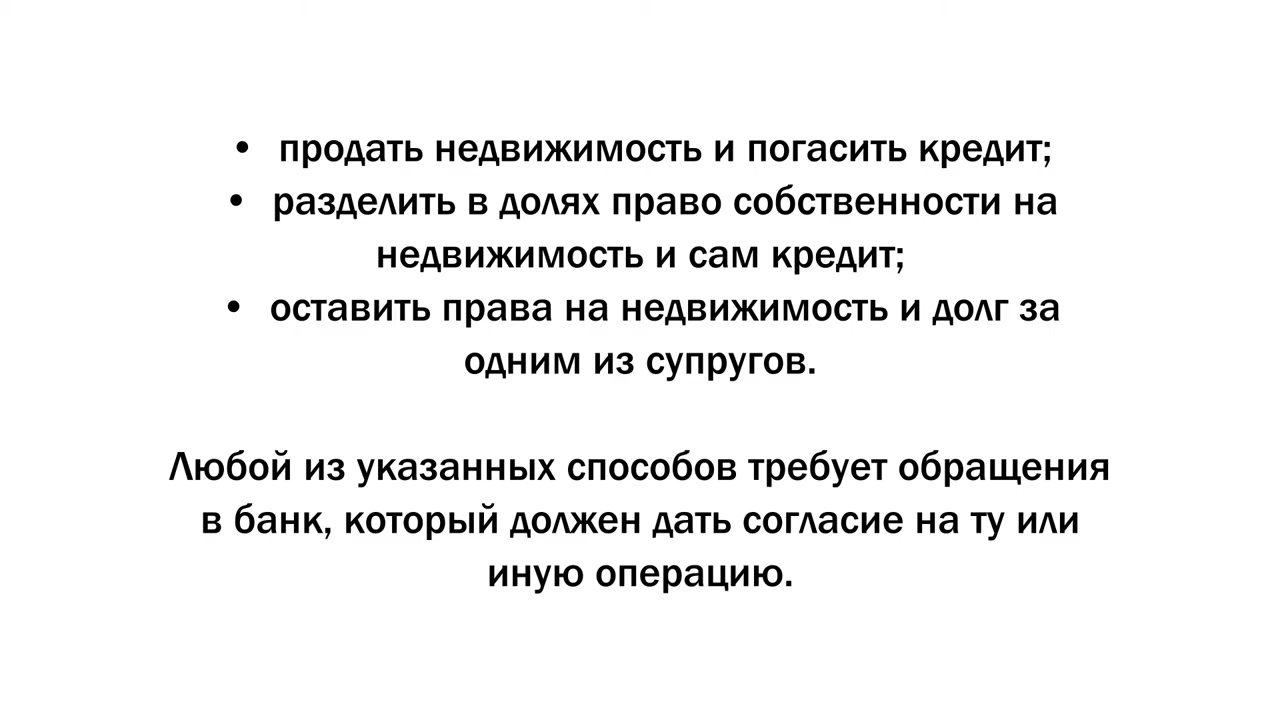 • продать недвижимость и погасить кредит;
• разделить в долях право собственности на
недвижимость и сам кредит;
• оставить права на недвижимость и долг за
одним из супругов.
Любой из указанных способов требует обращения
в банк, который должен дать согласие на ту или
иную операцию.